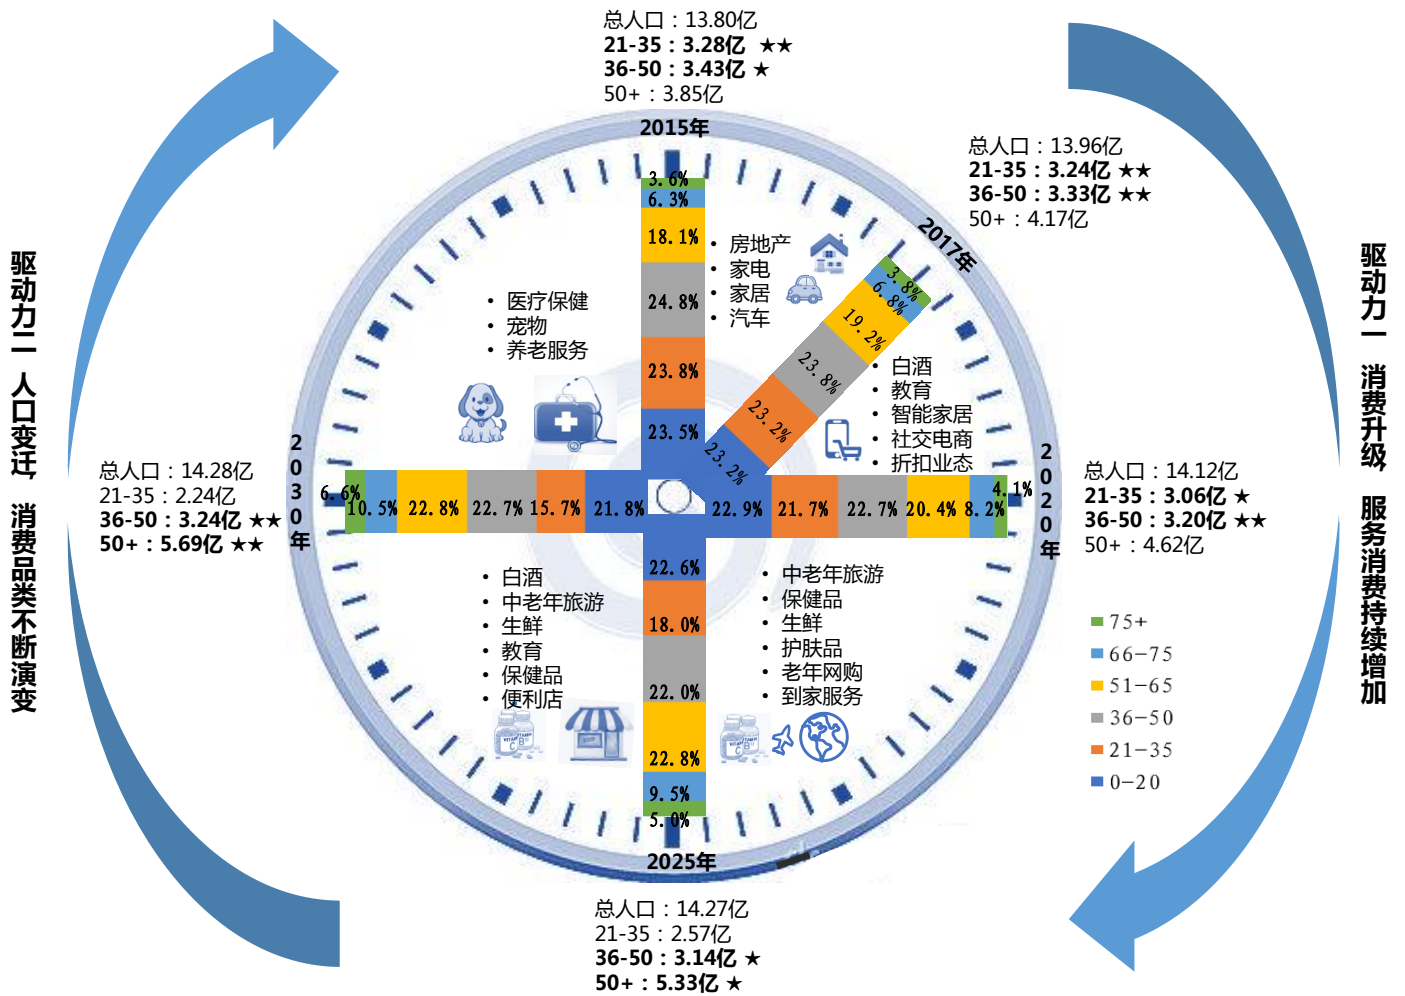 总人口：13.80亿
21-35：3.28亿 ★★
36-50：3.43亿 ★
50+：3.85亿
2015年
3.6%
6.3%
18.1%
24.8%
23.8%
23.5%
房地产
家电
家居
汽车
总人口：13.96亿
21-35：3.24亿 ★★
36-50：3.33亿 ★★
50+：4.17亿
2017年
3.8%
6.8%
19.2%
23.8%
23.2%
23.2%
白酒
教育
智能家居
社交电商
折扣业态
驱动力一 消费升级，服务消费持续增加
2020年
总人口：14.12亿
21-35：3.06亿 ★
36-50：3.20亿 ★★
50+：4.62亿
22.9%
21.7%
22.7%
20.4%
8.2%
4.1%
中老年旅游
保健品
生鲜
护肤品
老年网购
到家服务
75+
66-75
51-65
36-50
21-35
0-20
22.6%
18.0%
22.0%
22.8%
9.5%
5.0%
2025年
总人口：14.27亿
21-35：2.57亿
36-50：3.14亿 ★
50+：5.33亿 ★
白酒
中老年旅游
生鲜
教育
保健品
便利店
VITAMIN
C
VITAMIN
B
VITAMIN
C
VITAMIN
B
2030年
总人口：14.28亿
21-35：2.24亿
36-50：3.24亿 ★★
50+：5.69亿 ★★
6.6%
10.5%
22.8%
22.7%
15.7%
21.8%
医疗保健
宠物
养老服务
驱动力二 人口变迁，消费品类不断演变